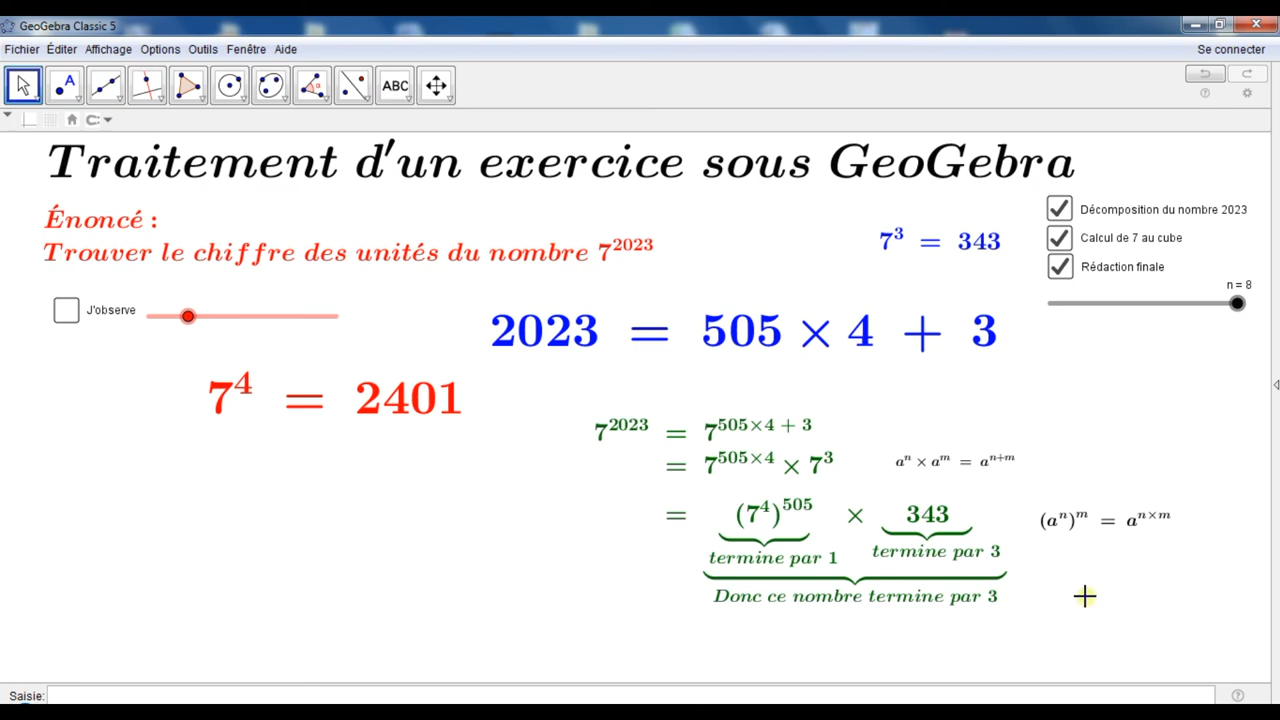 GeoGebra Classic 5
Fichier Éditer Affichage Options Outils Fenêtre Aide Se connecter
A ABC
Traitement d'un exercice sous GeoGebra
Énoncé :
Trouver le chiffre des unités du nombre 7^2023
7^3 = 343
Décomposition du nombre 2023
Calcul de 7 au cube
Rédaction finale
n = 8
J'observe
2023 = 505 × 4 + 3
7^4 = 2401
7^2023 = 7^(505×4 + 3)
= 7^(505×4) × 7^3
a^n × a^m = a^(n+m)
= (7^4)^505 × 343
(a^n)^m = a^(n×m)
termine par 1 termine par 3
Donc ce nombre termine par 3
Saisie: